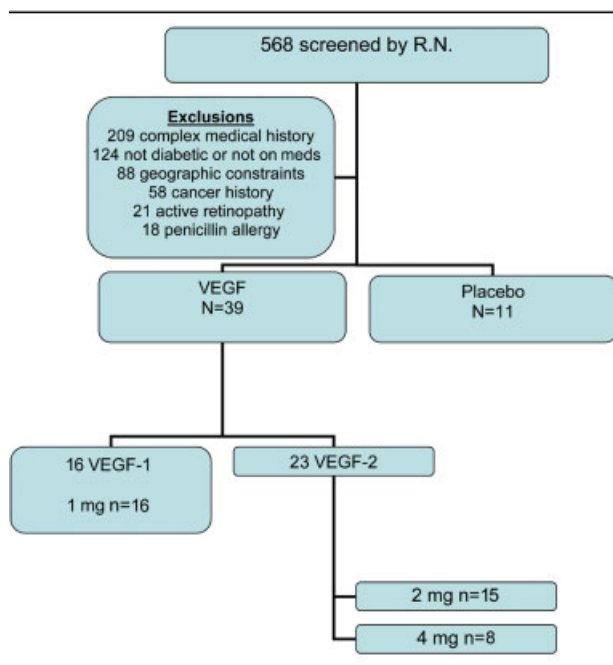 568 screened by R.N.
Exclusions
209 complex medical history
124 not diabetic or not on meds
88 geographic constraints
58 cancer history
21 active retinopathy
18 penicillin allergy
VEGF
N=39
Placebo
N=11
16 VEGF-1
1 mg n=16
23 VEGF-2
2 mg n=15
4 mg n=8